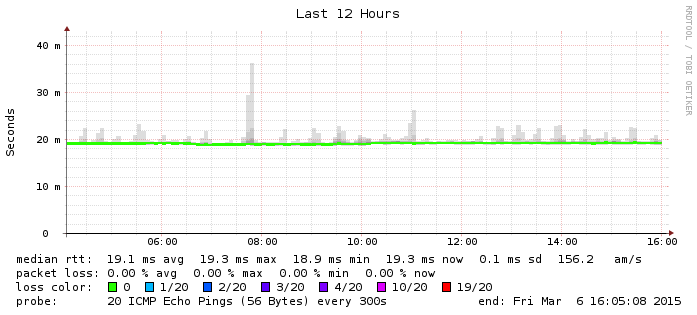 Last 12 Hours
RRDTOOL / TOBI OETIKER
Seconds
40 m
30 m
20 m
10 m
0
06:00 08:00 10:00 12:00 14:00 16:00
median rtt: 19.1 ms avg 19.3 ms max 18.9 ms min 19.3 ms now 0.1 ms sd 156.2 am/s
packet loss: 0.00 % avg 0.00 % max 0.00 % min 0.00 % now
loss color: 0 1/20 2/20 3/20 4/20 10/20 19/20
probe: 20 ICMP Echo Pings (56 Bytes) every 300s end: Fri Mar 6 16:05:08 2015